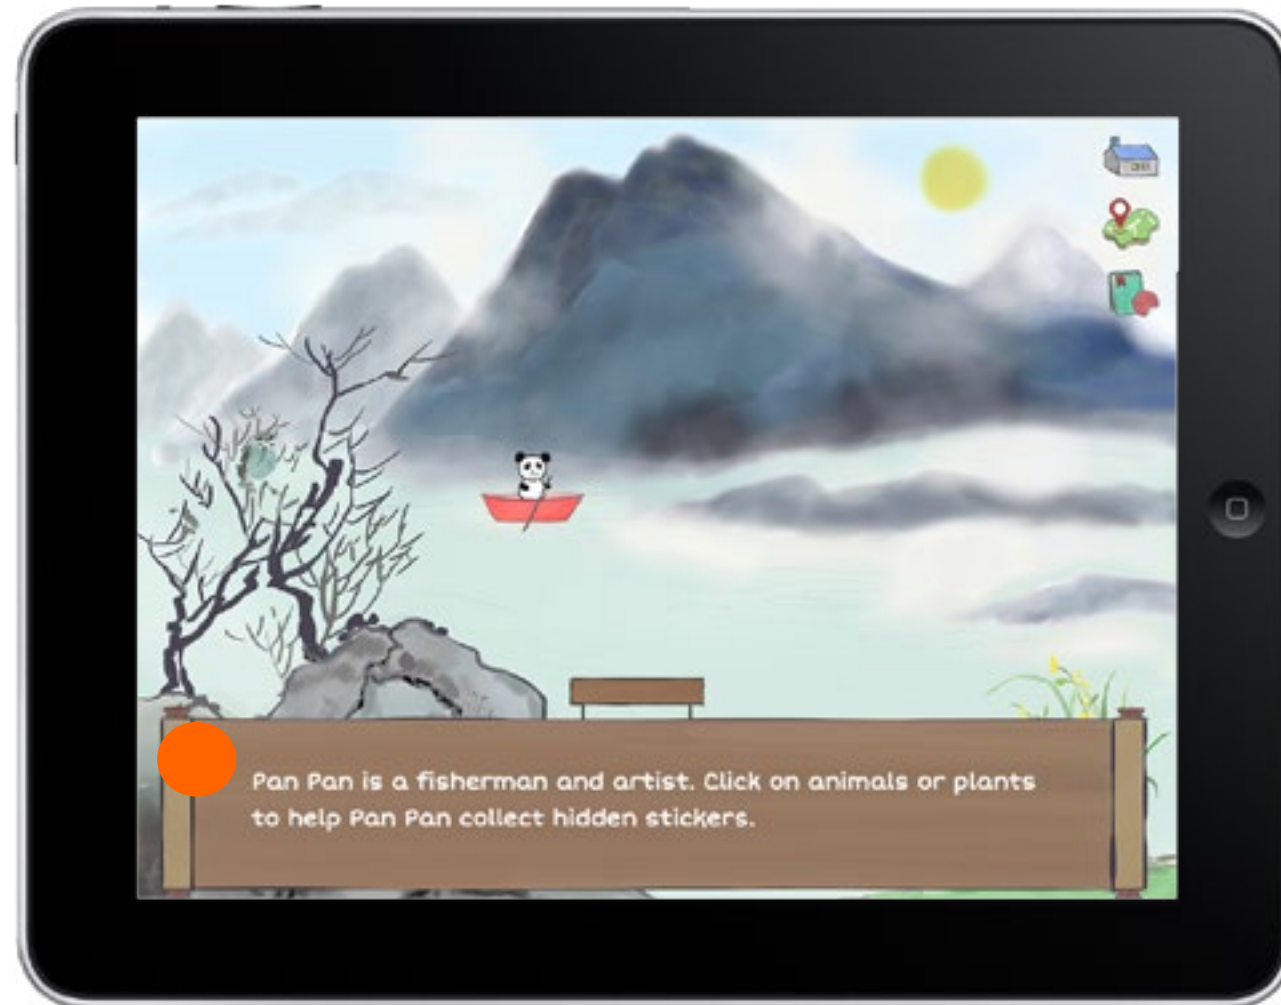 Pan Pan is a fisherman and artist. Click on animals or plants
to help Pan Pan collect hidden stickers.